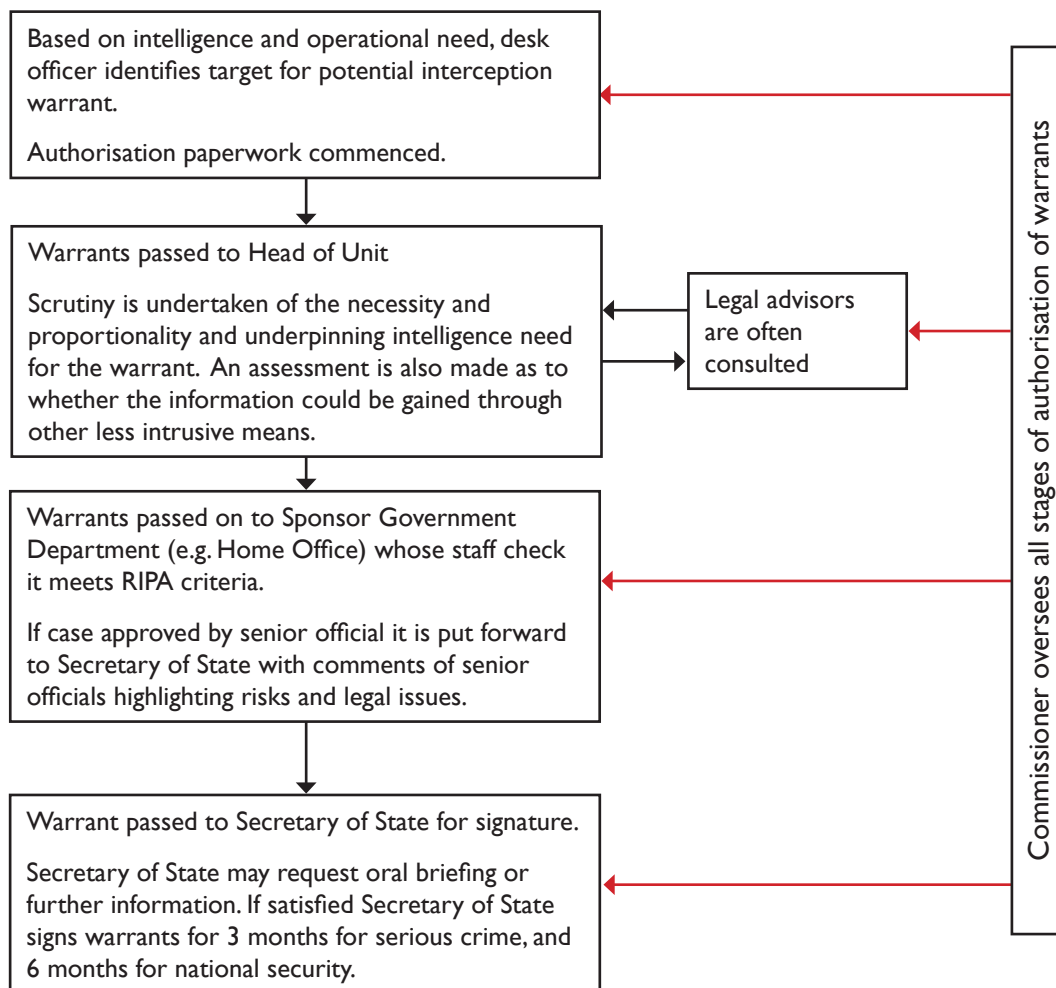 Based on intelligence and operational need, desk
officer identifies target for potential interception
warrant.
Authorisation paperwork commenced.
Warrants passed to Head of Unit
Scrutiny is undertaken of the necessity and
proportionality and underpinning intelligence need
for the warrant. An assessment is also made as to
whether the information could be gained through
other less intrusive means.
Legal advisors
are often
consulted
Warrants passed on to Sponsor Government
Department (e.g. Home Office) whose staff check
it meets RIPA criteria.
If case approved by senior official it is put forward
to Secretary of State with comments of senior
officials highlighting risks and legal issues.
Warrant passed to Secretary of State for signature.
Secretary of State may request oral briefing or
further information. If satisfied Secretary of State
signs warrants for 3 months for serious crime, and
6 months for national security.
Commissioner oversees all stages of authorisation of warrants